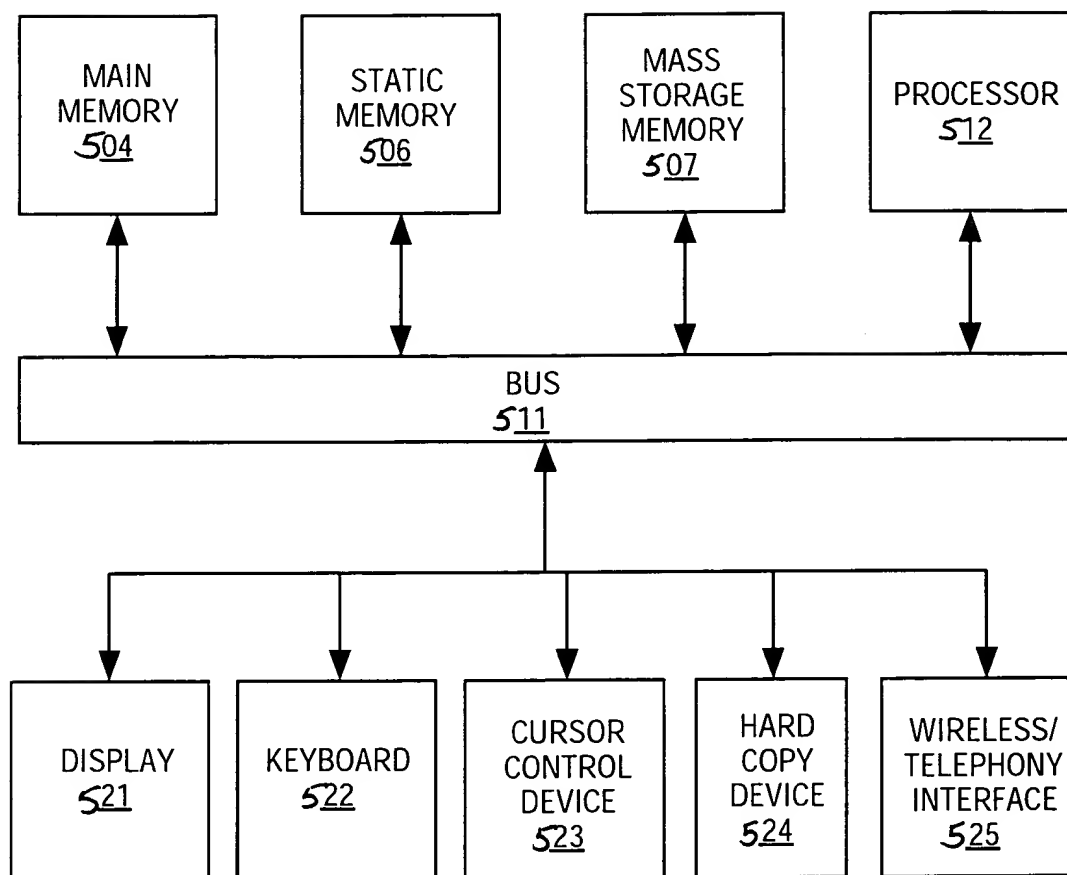 MAIN
MEMORY
504
STATIC
MEMORY
506
MASS
STORAGE
MEMORY
507
PROCESSOR
512
BUS
511
DISPLAY
521
KEYBOARD
522
CURSOR
CONTROL
DEVICE
523
HARD
COPY
DEVICE
524
WIRELESS/
TELEPHONY
INTERFACE
525